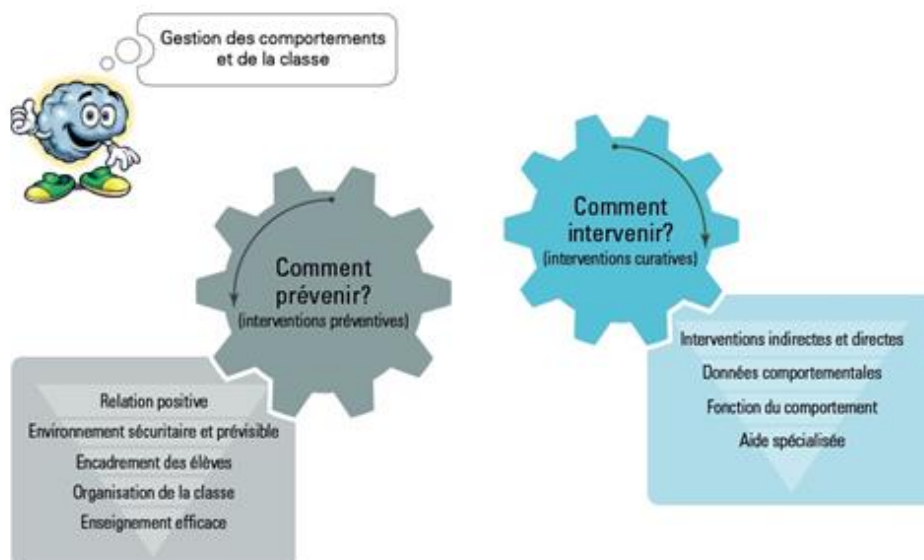 Gestion des comportements
et de la classe
Comment
prévenir?
(interventions préventives)
Relation positive
Environnement sécuritaire et prévisible
Encadrement des élèves
Organisation de la classe
Enseignement efficace
Comment
intervenir?
(interventions curatives)
Interventions indirectes et directes
Données comportementales
Fonction du comportement
Aide spécialisée